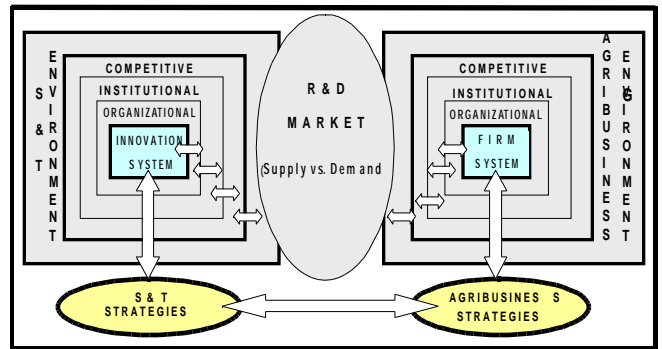 S & T
ENVIRONMENT
COMPETITIVE
INSTITUTIONAL
ORGANIZATIONAL
INNOVATION
SYSTEM
R & D
MARKET
(Supply vs. Demand
COMPETITIVE
INSTITUTIONAL
ORGANIZATIONAL
FIRM
SYSTEM
AGRIBUSINESS
ENVIRONMENT
S & T
STRATEGIES
AGRIBUSINES S
STRATEGIES